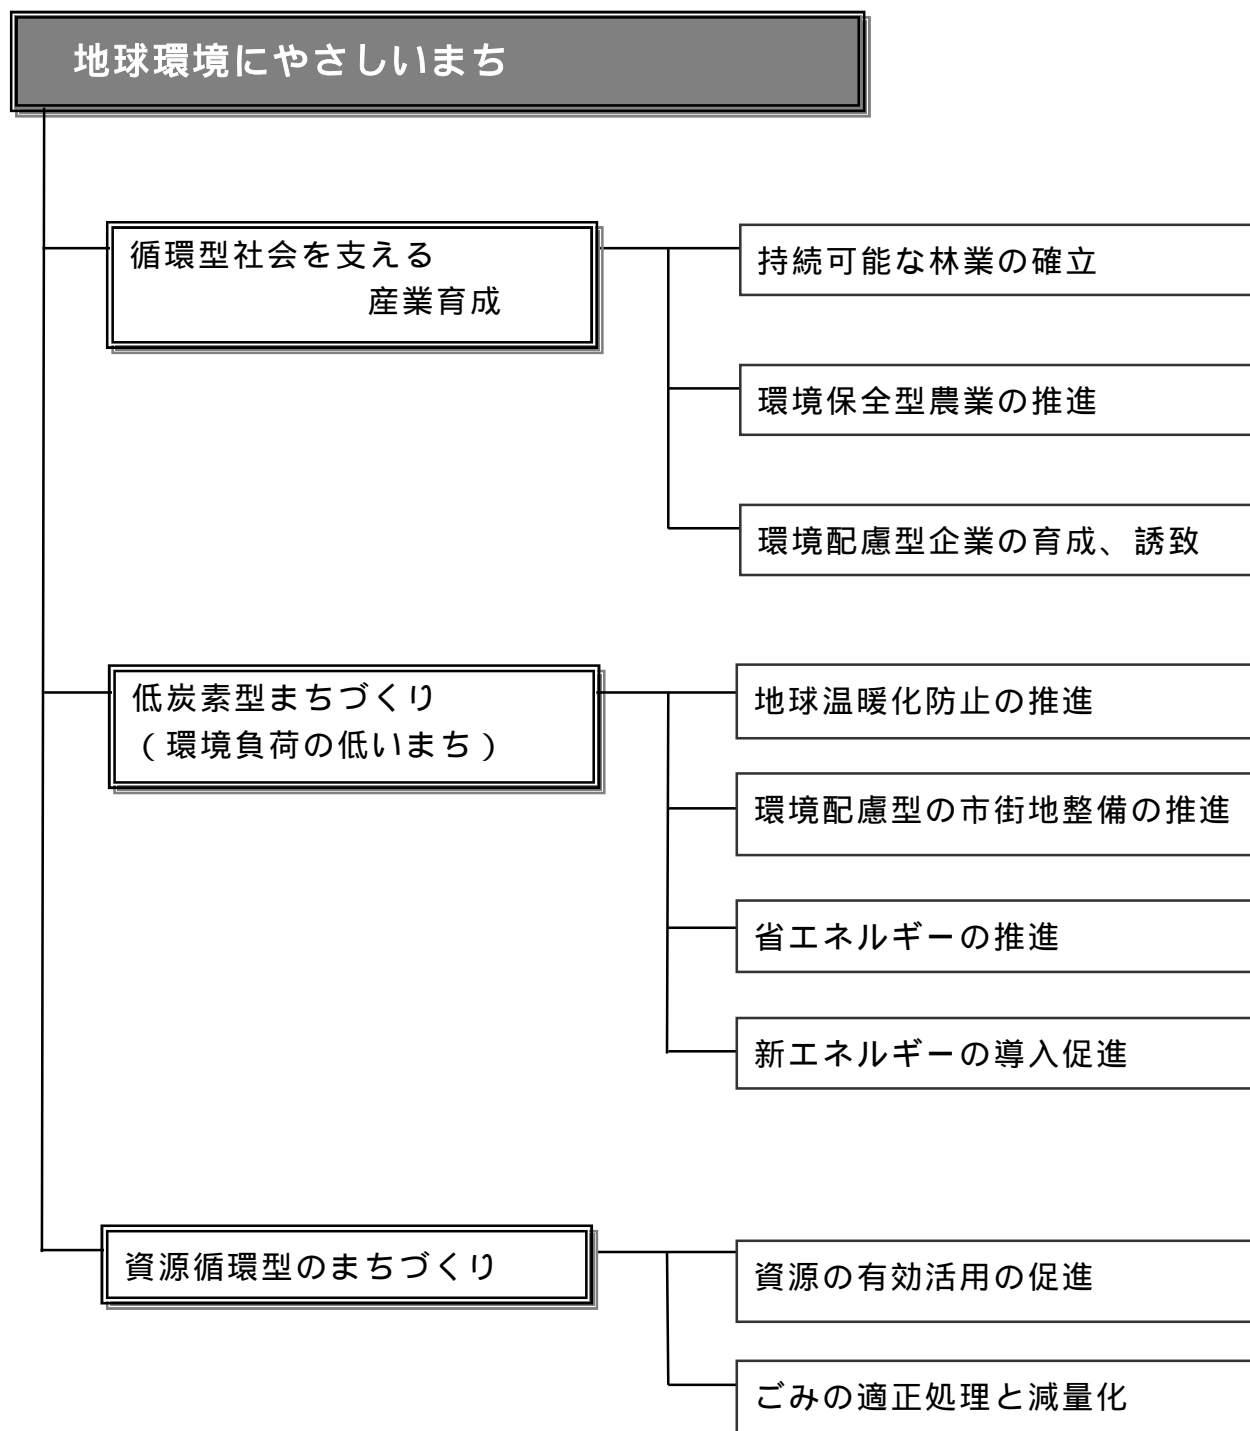 地球環境にやさしいまち
循環型社会を支える
産業育成
持続可能な林業の確立
環境保全型農業の推進
環境配慮型企業の育成、誘致
低炭素型まちづくり
（環境負荷の低いまち）
地球温暖化防止の推進
環境配慮型の市街地整備の推進
省エネルギーの推進
新エネルギーの導入促進
資源循環型のまちづくり
資源の有効活用の促進
ごみの適正処理と減量化